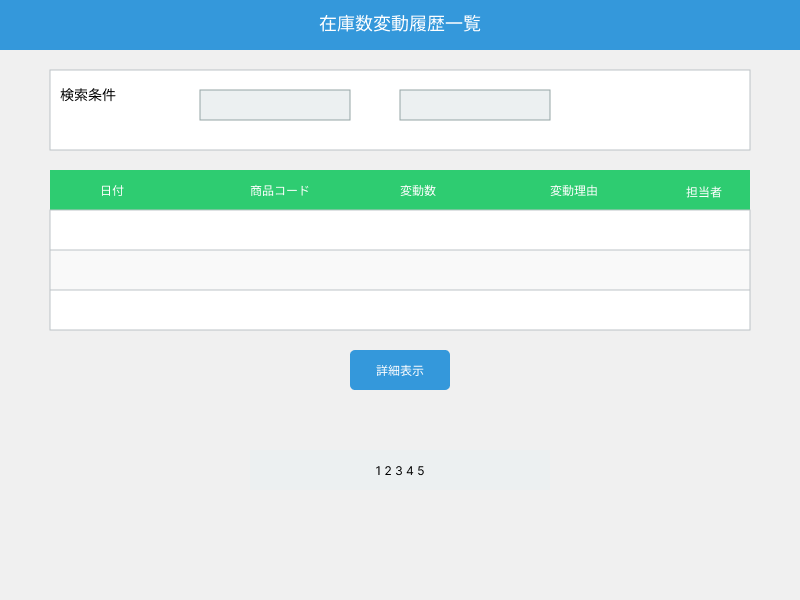 在庫数変動履歴一覧
検索条件
日付 商品コード 変動数 変動理由 担当者
詳細表示
1 2 3 4 5